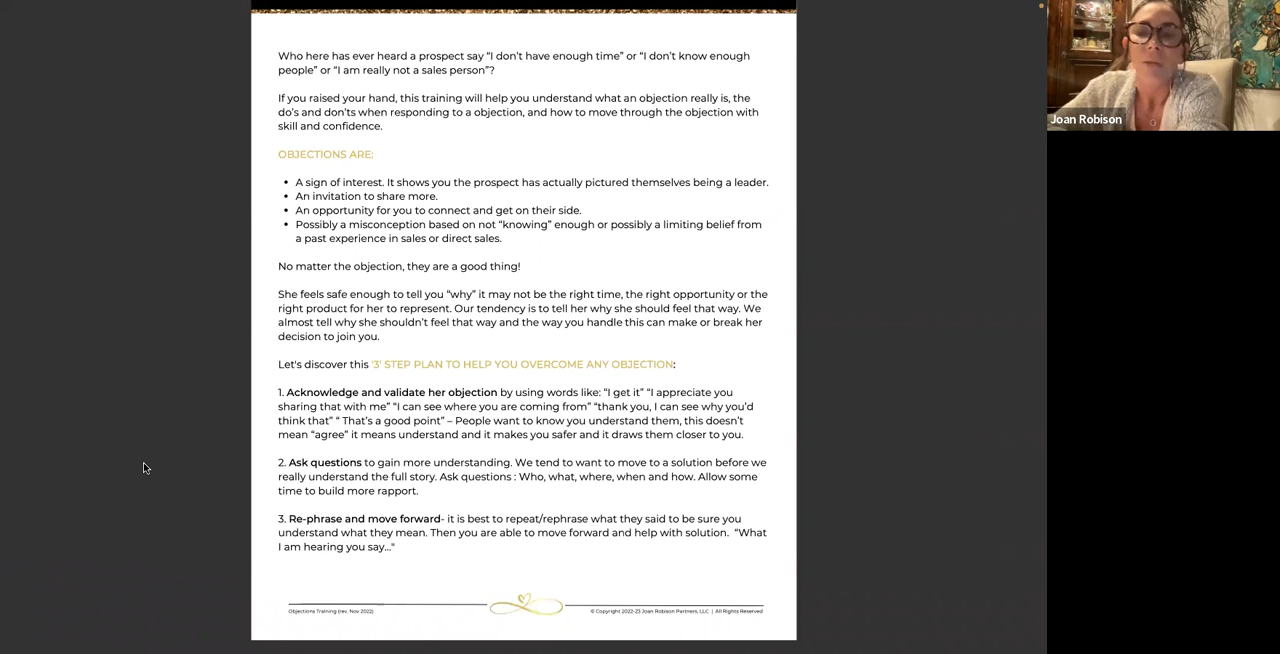 Who here has ever heard a prospect say “I don’t have enough time” or “I don’t know enough
people” or “I am really not a sales person”?
If you raised your hand, this training will help you understand what an objection really is, the
do’s and don’ts when responding to a objection, and how to move through the objection with
skill and confidence.
OBJECTIONS ARE:
• A sign of interest. It shows you the prospect has actually pictured themselves being a leader.
• An invitation to share more.
• An opportunity for you to connect and get on their side.
• Possibly a misconception based on not “knowing” enough or possibly a limiting belief from
a past experience in sales or direct sales.
No matter the objection, they are a good thing!
She feels safe enough to tell you “why” it may not be the right time, the right opportunity or the
right product for her to represent. Our tendency is to tell her why she should feel that way. We
almost tell why she shouldn’t feel that way and the way you handle this can make or break her
decision to join you.
Let's discover this '3' STEP PLAN TO HELP YOU OVERCOME ANY OBJECTION:
1. Acknowledge and validate her objection by using words like: “I get it” “I appreciate you
sharing that with me” “I can see where you are coming from” “thank you, I can see why you’d
think that” “ That’s a good point” – People want to know you understand them, this doesn’t
mean “agree” it means understand and it makes you safer and it draws them closer to you.
2. Ask questions to gain more understanding. We tend to want to move to a solution before we
really understand the full story. Ask questions : Who, what, where, when and how. Allow some
time to build more rapport.
3. Re-phrase and move forward- it is best to repeat/rephrase what they said to be sure you
understand what they mean. Then you are able to move forward and help with solution.  “What
I am hearing you say…"
Objections Training (rev. Nov 2022)
© Copyright 2022-23 Joan Robison Partners, LLC | All Rights Reserved
Joan Robison